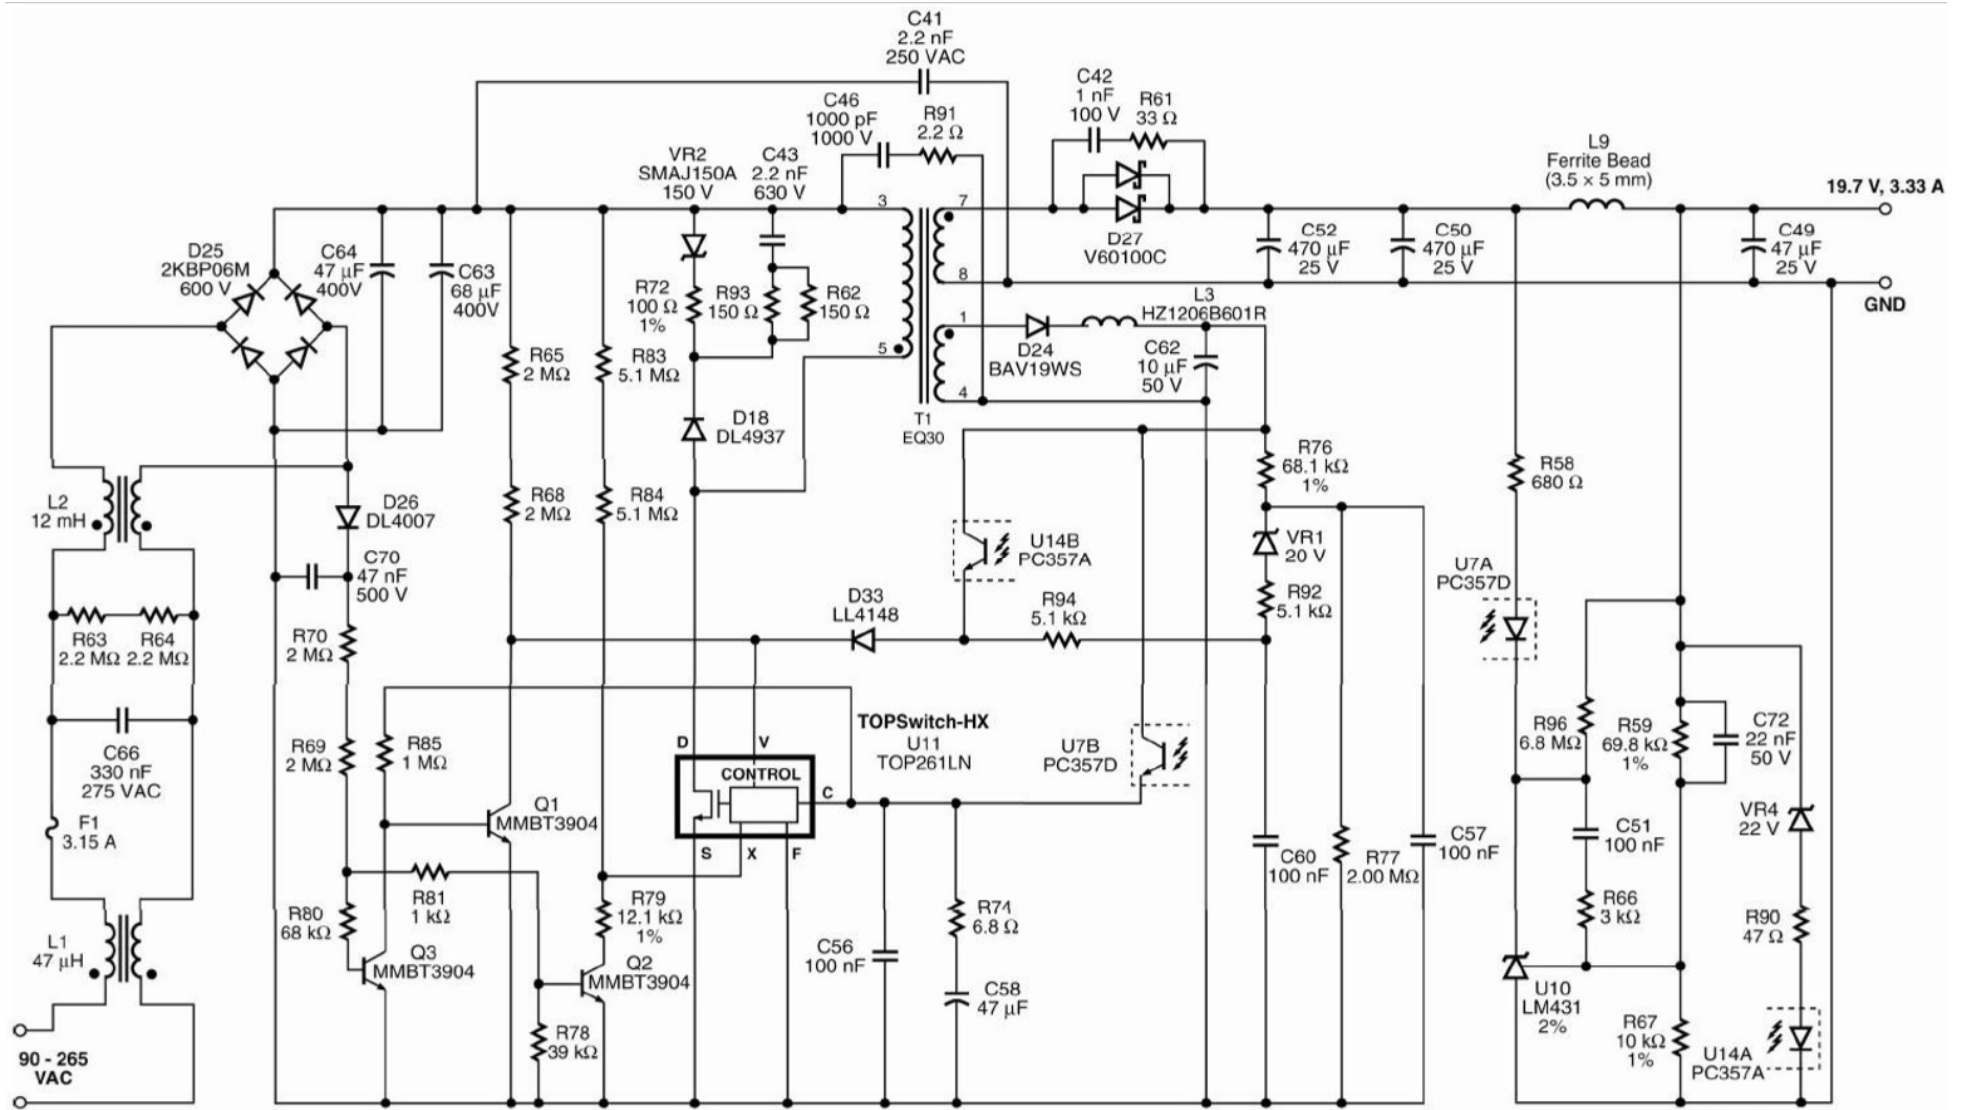 C41
2.2 nF
250 VAC
C46
1000 pF
1000 V
R91
2.2 Ω
C42
1 nF
100 V
R61
33 Ω
VR2
SMAJ150A
150 V
C43
2.2 nF
630 V
L9
Ferrite Bead
(3.5 × 5 mm)
19.7 V, 3.33 A
3
7
D25
2KBP06M
600 V
C64
47 µF
400V
C63
68 µF
400V
R72
100 Ω
1%
R93
150 Ω
R62
150 Ω
D27
V60100C
C52
470 µF
25 V
C50
470 µF
25 V
C49
47 µF
25 V
8
GND
L3
HZ1206B601R
1
5
D24
BAV19WS
C62
10 µF
50 V
4
R65
2 MΩ
R83
5.1 MΩ
D18
DL4937
T1
EQ30
R76
68.1 kΩ
1%
R58
680 Ω
L2
12 mH
D26
DL4007
R68
2 MΩ
R84
5.1 MΩ
U14B
PC357A
VR1
20 V
C70
47 nF
500 V
D33
LL4148
R94
5.1 kΩ
R92
5.1 kΩ
U7A
PC357D
R63
2.2 MΩ
R64
2.2 MΩ
R70
2 MΩ
C66
330 nF
275 VAC
R69
2 MΩ
R85
1 MΩ
TOPSwitch-HX
U11
TOP261LN
D
V
CONTROL
C
S
X
F
U7B
PC357D
R96
6.8 MΩ
R59
69.8 kΩ
1%
C72
22 nF
50 V
F1
3.15 A
Q1
MMBT3904
VR4
22 V
C51
100 nF
C60
100 nF
R77
2.00 MΩ
C57
100 nF
R81
1 kΩ
R80
68 kΩ
R79
12.1 kΩ
1%
R71
6.8 Ω
R66
3 kΩ
R90
47 Ω
L1
47 µH
Q3
MMBT3904
Q2
MMBT3904
C56
100 nF
C58
47 µF
U10
LM431
2%
R78
39 kΩ
R67
10 kΩ
1%
U14A
PC357A
90 - 265
VAC